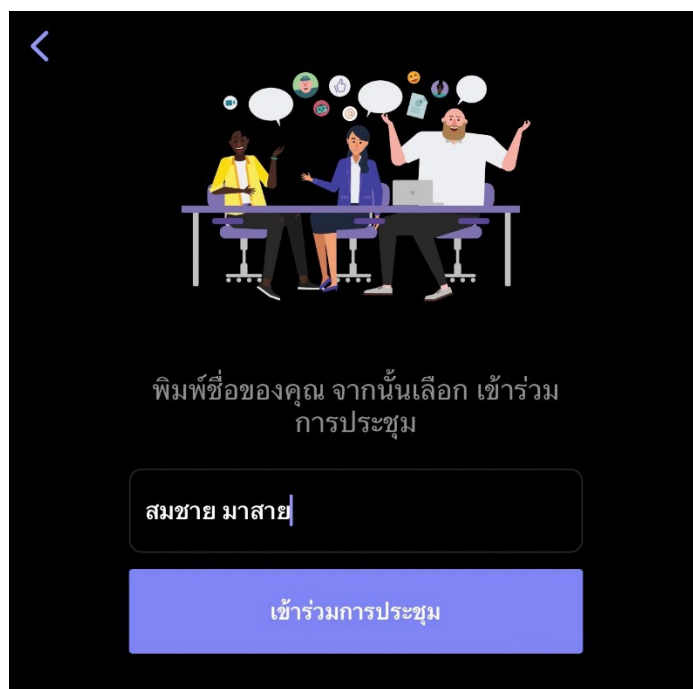 พิมพ์ชื่อของคุณ จากนั้นเลือก เข้าร่วม
การประชุม
สมชาย มาสาย
เข้าร่วมการประชุม